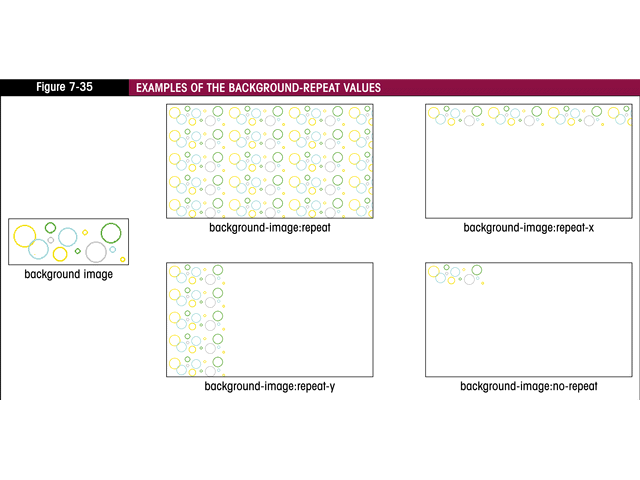 Figure 7-35
EXAMPLES OF THE BACKGROUND-REPEAT VALUES
background-image:repeat
background-image:repeat-x
background image
background-image:repeat-y
background-image:no-repeat